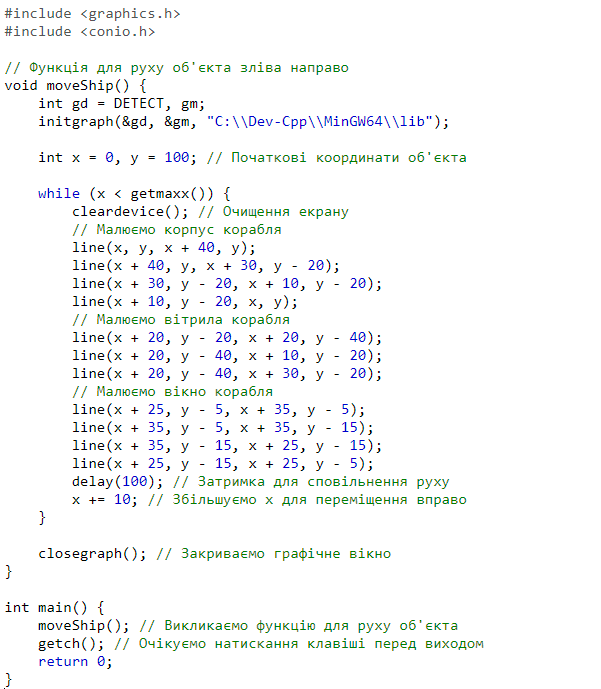 #include <graphics.h>
#include <conio.h>

// Функція для руху об'єкта зліва направо
void moveShip() {
    int gd = DETECT, gm;
    initgraph(&gd, &gm, "C:\\Dev-Cpp\\MinGW64\\lib");

    int x = 0, y = 100; // Початкові координати об'єкта

    while (x < getmaxx()) {
        cleardevice(); // Очищення екрану
        // Малюємо корпус корабля
        line(x, y, x + 40, y);
        line(x + 40, y, x + 30, y - 20);
        line(x + 30, y - 20, x + 10, y - 20);
        line(x + 10, y - 20, x, y);
        // Малюємо вітрила корабля
        line(x + 20, y - 20, x + 20, y - 40);
        line(x + 20, y - 40, x + 10, y - 20);
        line(x + 20, y - 40, x + 30, y - 20);
        // Малюємо вікно корабля
        line(x + 25, y - 5, x + 35, y - 5);
        line(x + 35, y - 5, x + 35, y - 15);
        line(x + 35, y - 15, x + 25, y - 15);
        line(x + 25, y - 15, x + 25, y - 5);
        delay(100); // Затримка для сповільнення руху
        x += 10; // Збільшуємо x для переміщення вправо
    }

    closegraph(); // Закриваємо графічне вікно
}

int main() {
    moveShip(); // Викликаємо функцію для руху об'єкта
    getch(); // Очікуємо натискання клавіші перед виходом
    return 0;
}